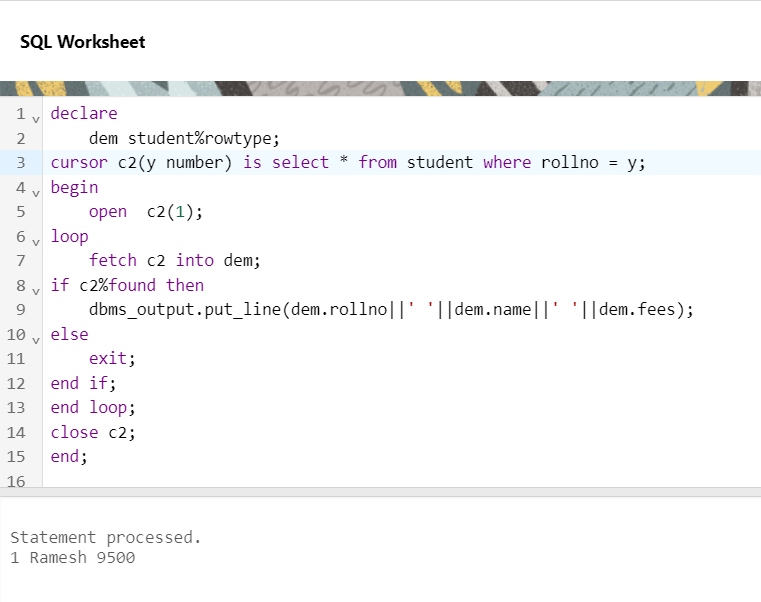 SQL Worksheet
1 declare
2     dem student%rowtype;
3 cursor c2(y number) is select * from student where rollno = y;
4 begin
5     open  c2(1);
6 loop
7     fetch c2 into dem;
8 if c2%found then
9     dbms_output.put_line(dem.rollno||' '||dem.name||' '||dem.fees);
10 else
11     exit;
12 end if;
13 end loop;
14 close c2;
15 end;
16
Statement processed.
1 Ramesh 9500